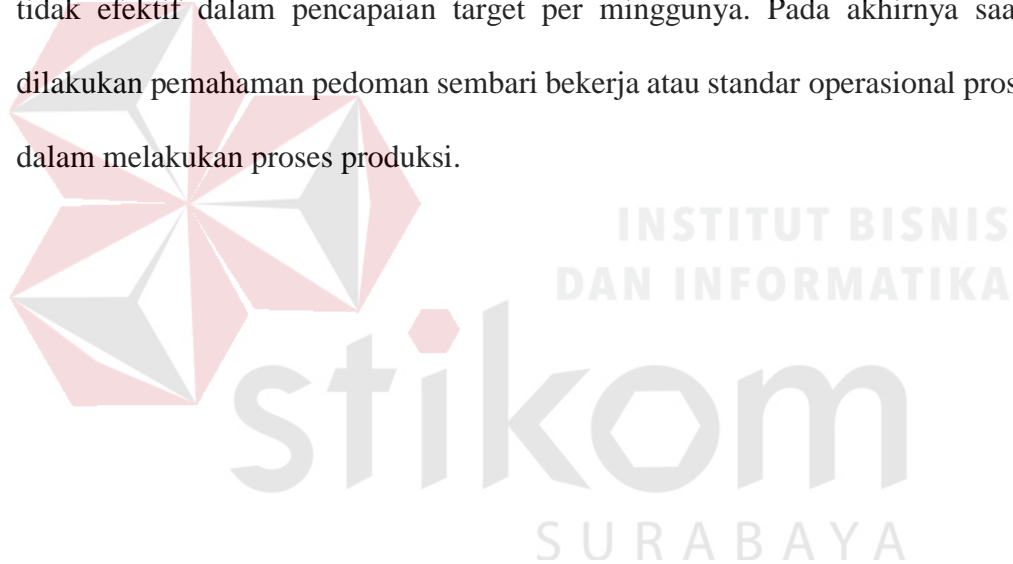 tidak efektif dalam pencapaian target per minggunya. Pada akhirnya saa
dilakukan pemahaman pedoman sembari bekerja atau standar operasional pros
dalam melakukan proses produksi.
INSTITUT BISNIS
DAN INFORMATIKA
stikom
SURABAYA